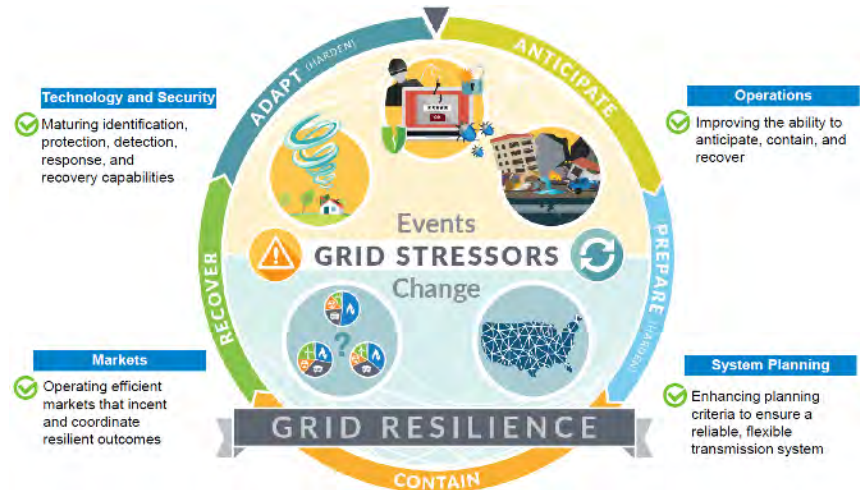 ADAPT (HARDEN)
ANTICIPATE
Technology and Security
Maturing identification,
protection, detection,
response, and
recovery capabilities
Operations
Improving the ability to
anticipate, contain, and
recover
Events
GRID STRESSORS
Change
RECOVER
PREPARE (HARDEN)
?
Markets
Operating efficient
markets that incent
and coordinate
resilient outcomes
System Planning
Enhancing planning
criteria to ensure a
reliable, flexible
transmission system
GRID RESILIENCE
CONTAIN